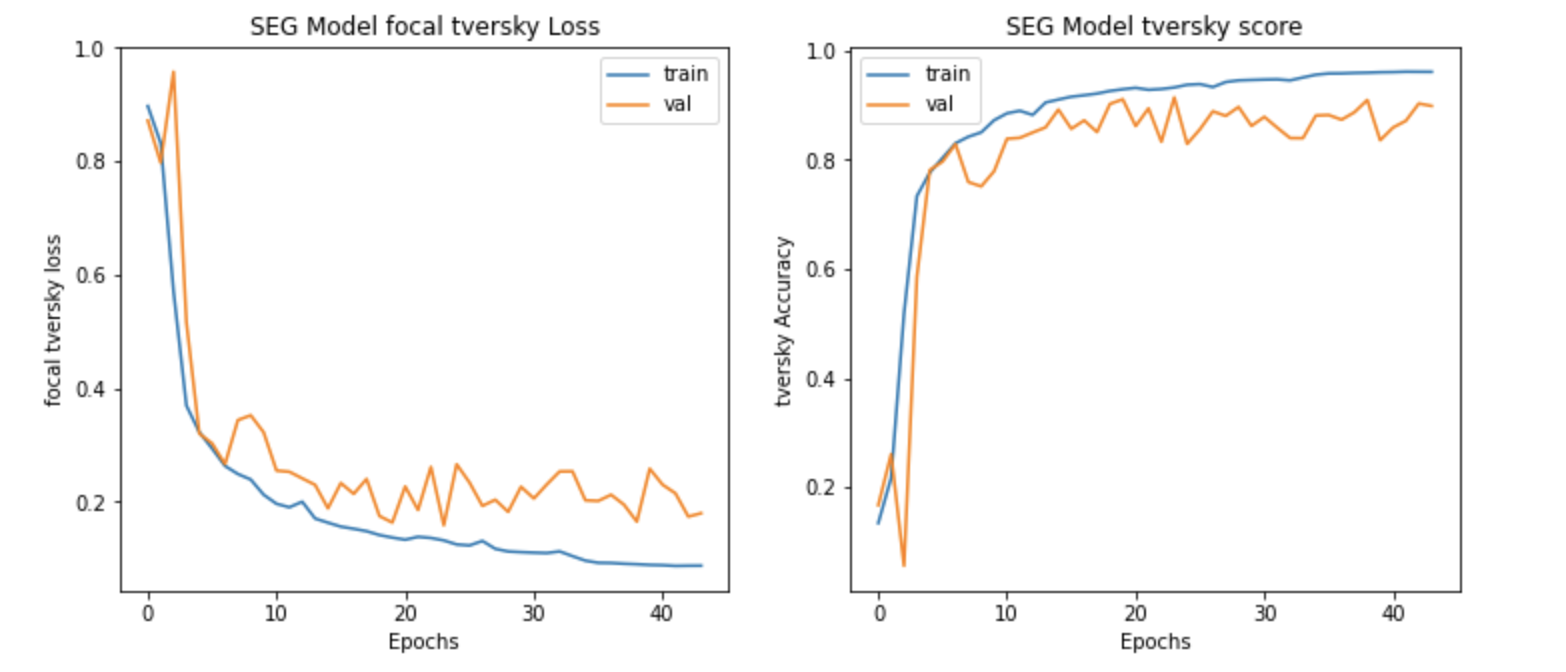 SEG Model focal tversky Loss
1.0
0.8
0.6
0.4
0.2
focal tversky loss
train
val
0
10
20
30
40
Epochs
SEG Model tversky score
1.0
0.8
0.6
0.4
0.2
tversky Accuracy
train
val
0
10
20
30
40
Epochs